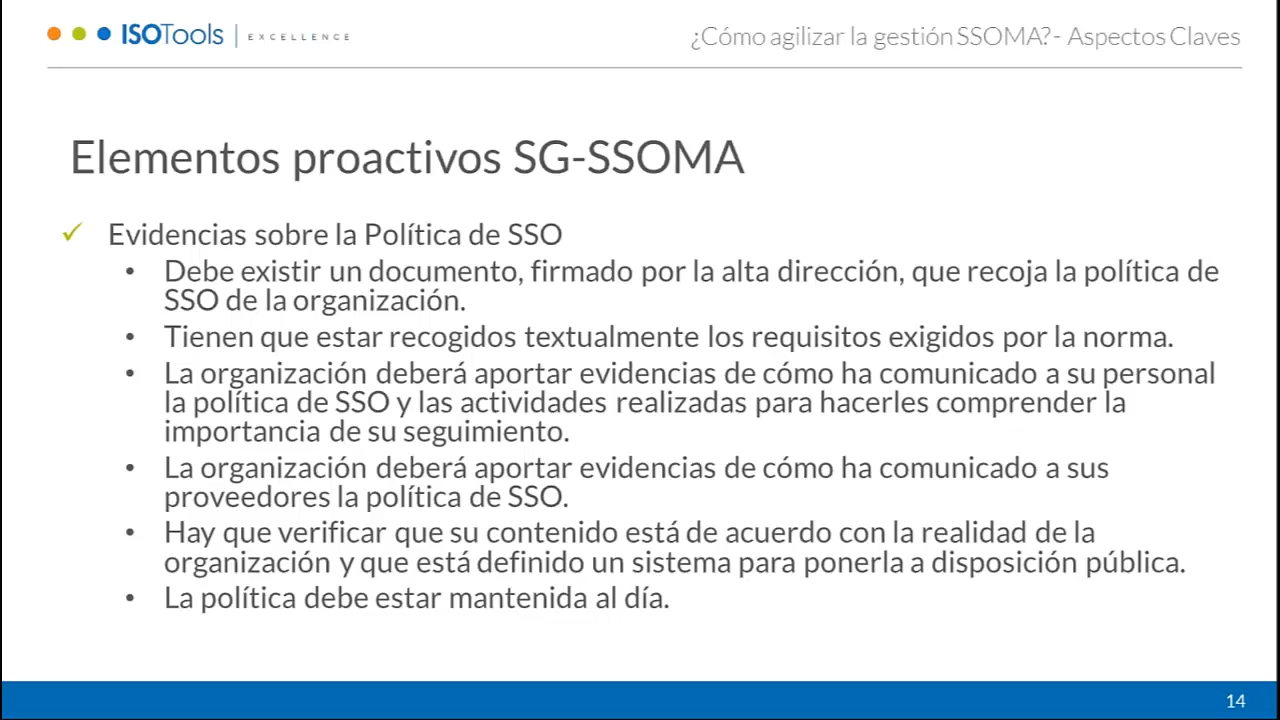 ISOTools | EXCELLENCE
¿Cómo agilizar la gestión SSOMA?- Aspectos Claves
Elementos proactivos SG-SSOMA
✓ Evidencias sobre la Política de SSO
• Debe existir un documento, firmado por la alta dirección, que recoja la política de
SSO de la organización.
• Tienen que estar recogidos textualmente los requisitos exigidos por la norma.
• La organización deberá aportar evidencias de cómo ha comunicado a su personal
la política de SSO y las actividades realizadas para hacerles comprender la
importancia de su seguimiento.
• La organización deberá aportar evidencias de cómo ha comunicado a sus
proveedores la política de SSO.
• Hay que verificar que su contenido está de acuerdo con la realidad de la
organización y que está definido un sistema para ponerla a disposición pública.
• La política debe estar mantenida al día.
14